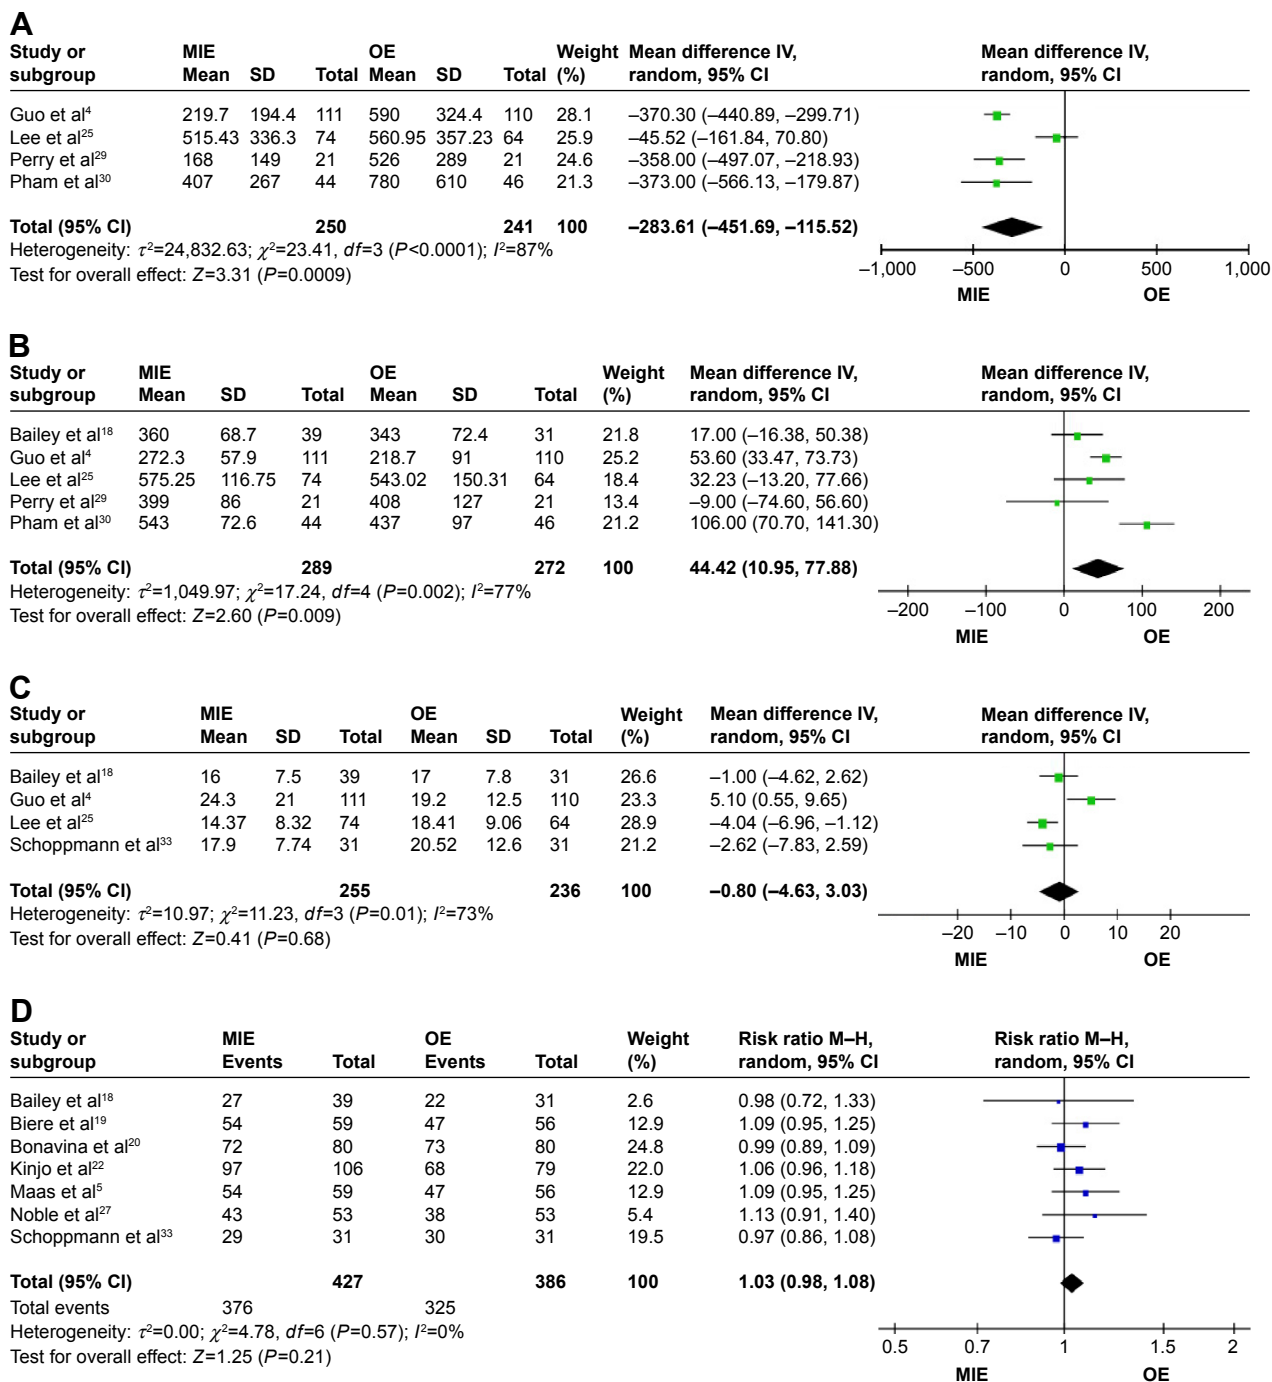 A
Study or MIE OE Weight Mean difference IV, Mean difference IV,
subgroup Mean SD Total Mean SD Total (%) random, 95% CI random, 95% CI
Guo et al4 219.7 194.4 111 590 324.4 110 28.1 –370.30 (–440.89, –299.71)
Lee et al25 515.43 336.3 74 560.95 357.23 64 25.9 –45.52 (–161.84, 70.80)
Perry et al29 168 149 21 526 289 21 24.6 –358.00 (–497.07, –218.93)
Pham et al30 407 267 44 780 610 46 21.3 –373.00 (–566.13, –179.87)
Total (95% CI) 250 241 100 –283.61 (–451.69, –115.52)
Heterogeneity: τ2=24,832.63; χ2=23.41, df=3 (P<0.0001); I2=87%
Test for overall effect: Z=3.31 (P=0.0009)
–1,000 –500 0 500 1,000
MIE OE
B
Study or MIE OE Weight Mean difference IV, Mean difference IV,
subgroup Mean SD Total Mean SD Total (%) random, 95% CI random, 95% CI
Bailey et al18 360 68.7 39 343 72.4 31 21.8 17.00 (–16.38, 50.38)
Guo et al4 272.3 57.9 111 218.7 91 110 25.2 53.60 (33.47, 73.73)
Lee et al25 575.25 116.75 74 543.02 150.31 64 18.4 32.23 (–13.20, 77.66)
Perry et al29 399 86 21 408 127 21 13.4 –9.00 (–74.60, 56.60)
Pham et al30 543 72.6 44 437 97 46 21.2 106.00 (70.70, 141.30)
Total (95% CI) 289 272 100 44.42 (10.95, 77.88)
Heterogeneity: τ2=1,049.97; χ2=17.24, df=4 (P=0.002); I2=77%
Test for overall effect: Z=2.60 (P=0.009)
–200 –100 0 100 200
MIE OE
C
Study or MIE OE Weight Mean difference IV, Mean difference IV,
subgroup Mean SD Total Mean SD Total (%) random, 95% CI random, 95% CI
Bailey et al18 16 7.5 39 17 7.8 31 26.6 –1.00 (–4.62, 2.62)
Guo et al4 24.3 21 111 19.2 12.5 110 23.3 5.10 (0.55, 9.65)
Lee et al25 14.37 8.32 74 18.41 9.06 64 28.9 –4.04 (–6.96, –1.12)
Schoppmann et al33 17.9 7.74 31 20.52 12.6 31 21.2 –2.62 (–7.83, 2.59)
Total (95% CI) 255 236 100 –0.80 (–4.63, 3.03)
Heterogeneity: τ2=10.97; χ2=11.23, df=3 (P=0.01); I2=73%
Test for overall effect: Z=0.41 (P=0.68)
–20 –10 0 10 20
MIE OE
D
Study or MIE OE Weight Risk ratio M–H, Risk ratio M–H,
subgroup Events Total Events Total (%) random, 95% CI random, 95% CI
Bailey et al18 27 39 22 31 2.6 0.98 (0.72, 1.33)
Biere et al19 54 59 47 56 12.9 1.09 (0.95, 1.25)
Bonavina et al20 72 80 73 80 24.8 0.99 (0.89, 1.09)
Kinjo et al22 97 106 68 79 22.0 1.06 (0.96, 1.18)
Maas et al5 54 59 47 56 12.9 1.09 (0.95, 1.25)
Noble et al27 43 53 38 53 5.4 1.13 (0.91, 1.40)
Schoppmann et al33 29 31 30 31 19.5 0.97 (0.86, 1.08)
Total (95% CI) 427 386 100 1.03 (0.98, 1.08)
Total events 376 325
Heterogeneity: τ2=0.00; χ2=4.78, df=6 (P=0.57); I2=0%
Test for overall effect: Z=1.25 (P=0.21)
0.5 0.7 1 1.5 2
MIE OE